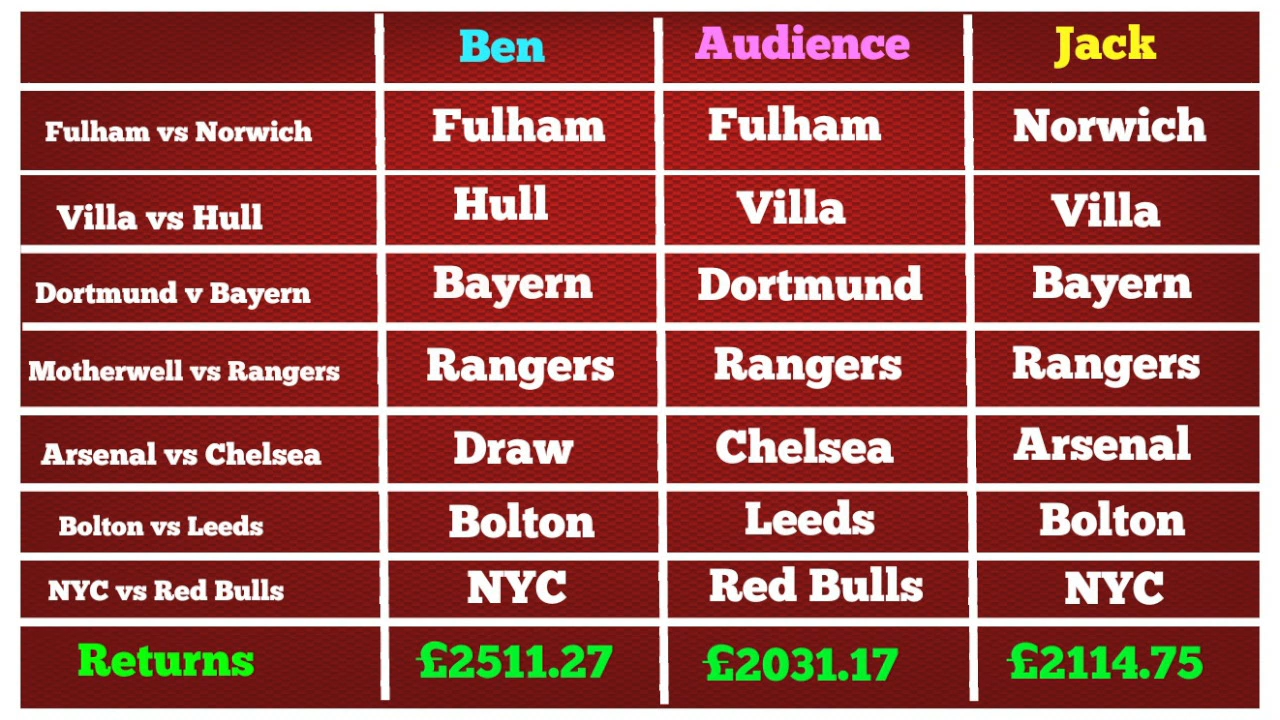 Ben Audience Jack
Fulham vs Norwich Fulham Fulham Norwich
Villa vs Hull Hull Villa Villa
Dortmund v Bayern Bayern Dortmund Bayern
Motherwell vs Rangers Rangers Rangers Rangers
Arsenal vs Chelsea Draw Chelsea Arsenal
Bolton vs Leeds Bolton Leeds Bolton
NYC vs Red Bulls NYC Red Bulls NYC
Returns £2511.27 £2031.17 £2114.75